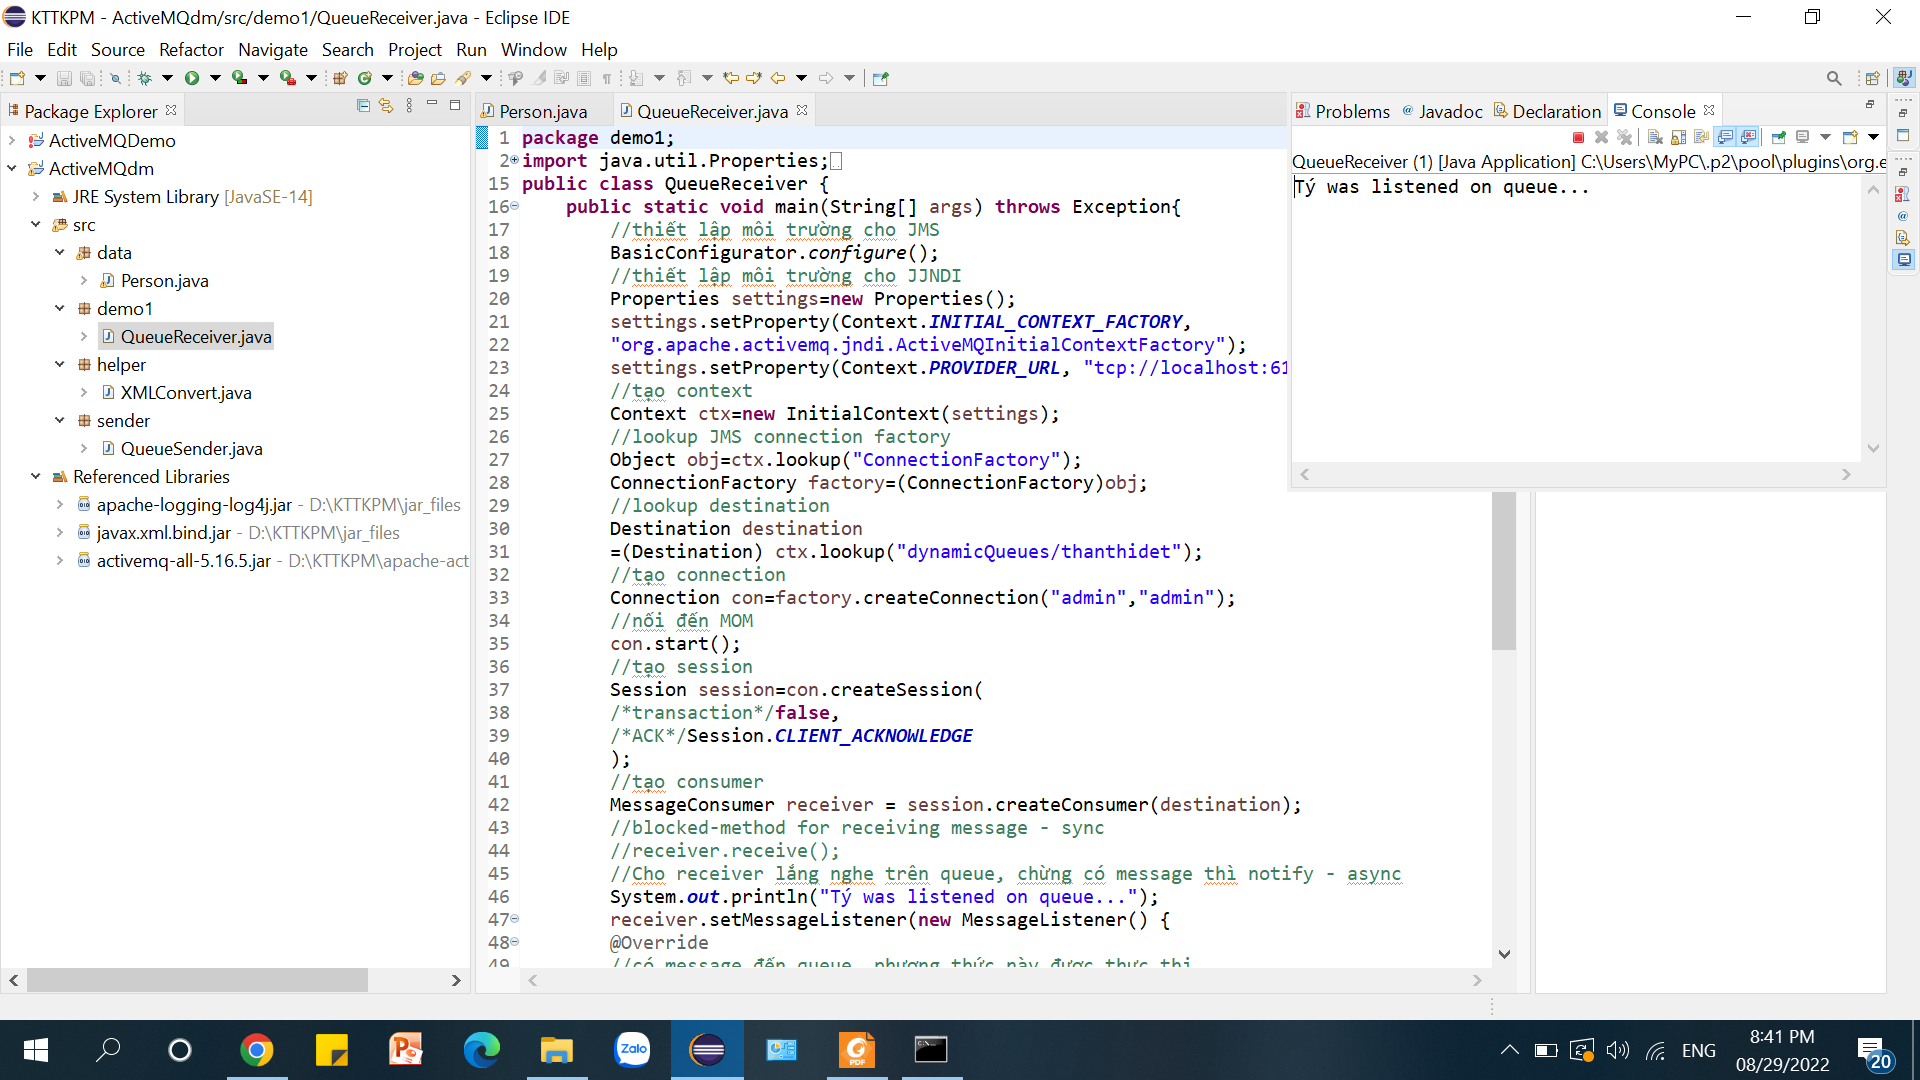 KTTKPM - ActiveMQdm/src/demo1/QueueReceiver.java - Eclipse IDE
File Edit Source Refactor Navigate Search Project Run Window Help
Package Explorer
ActiveMQDemo
ActiveMQdm
JRE System Library [JavaSE-14]
src
data
Person.java
demo1
QueueReceiver.java
helper
XMLConvert.java
sender
QueueSender.java
Referenced Libraries
apache-logging-log4j.jar - D:\KTTKPM\jar_files
javax.xml.bind.jar - D:\KTTKPM\jar_files
activemq-all-5.16.5.jar - D:\KTTKPM\apache-act
Person.java QueueReceiver.java
1 package demo1;
2 import java.util.Properties;
15 public class QueueReceiver {
16 public static void main(String[] args) throws Exception{
17 //thiết lập môi trường cho JMS
18 BasicConfigurator.configure();
19 //thiết lập môi trường cho JJNDI
20 Properties settings=new Properties();
21 settings.setProperty(Context.INITIAL_CONTEXT_FACTORY,
22 "org.apache.activemq.jndi.ActiveMQInitialContextFactory");
23 settings.setProperty(Context.PROVIDER_URL, "tcp://localhost:61
24 //tạo context
25 Context ctx=new InitialContext(settings);
26 //lookup JMS connection factory
27 Object obj=ctx.lookup("ConnectionFactory");
28 ConnectionFactory factory=(ConnectionFactory)obj;
29 //lookup destination
30 Destination destination
31 =(Destination) ctx.lookup("dynamicQueues/thanthidet");
32 //tạo connection
33 Connection con=factory.createConnection("admin","admin");
34 //nối đến MOM
35 con.start();
36 //tạo session
37 Session session=con.createSession(
38 /*transaction*/false,
39 /*ACK*/Session.CLIENT_ACKNOWLEDGE
40 );
41 //tạo consumer
42 MessageConsumer receiver = session.createConsumer(destination);
43 //blocked-method for receiving message - sync
44 //receiver.receive();
45 //Cho receiver lắng nghe trên queue, chừng có message thì notify - async
46 System.out.println("Tý was listened on queue...");
47 receiver.setMessageListener(new MessageListener() {
48 @Override
49 //có message đến queue, phương thức này được thực thi
Problems Javadoc Declaration Console
QueueReceiver (1) [Java Application] C:\Users\MyPC\.p2\pool\plugins\org.e
Tý was listened on queue...
Zalo
PDF
ENG
8:41 PM
08/29/2022
20